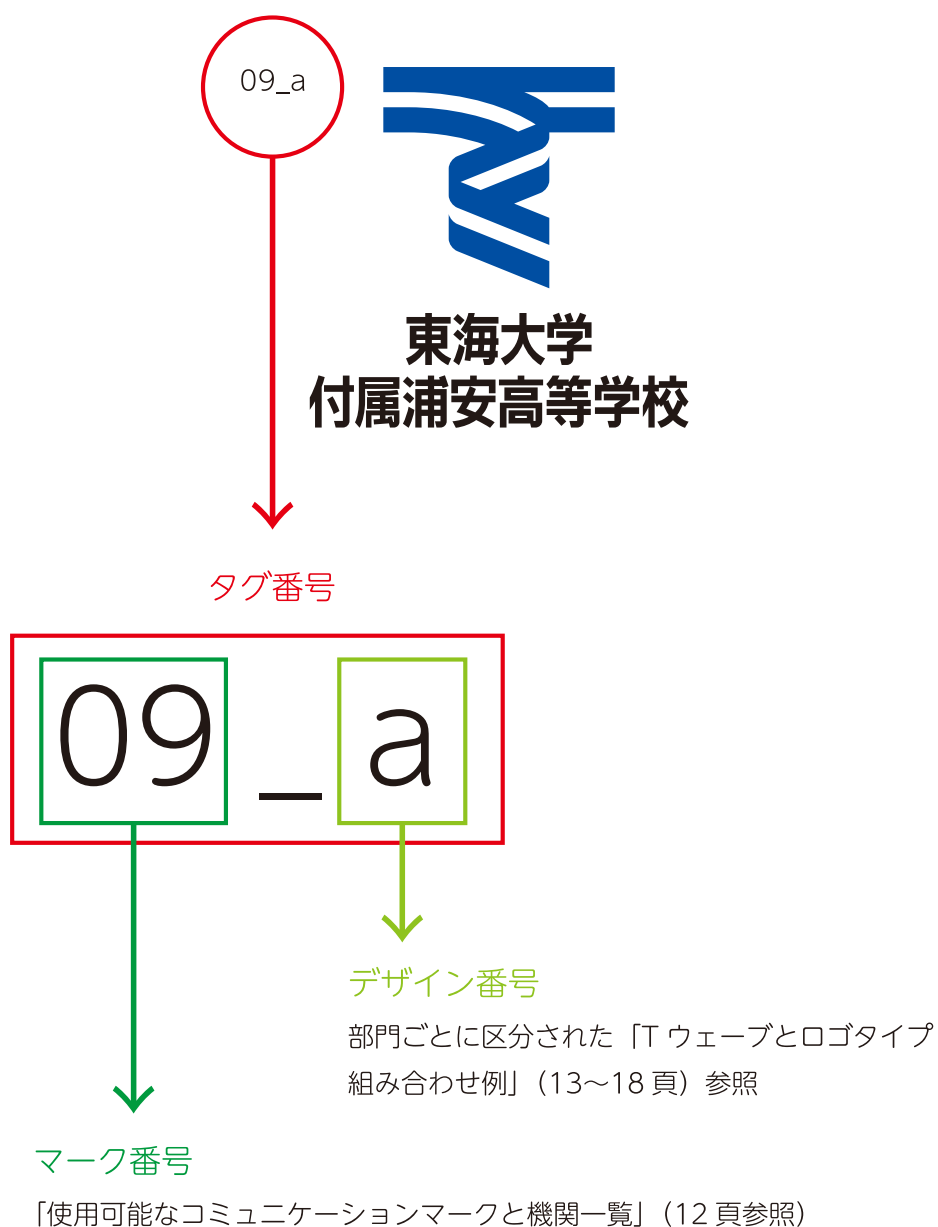 09_a
東海大学
付属浦安高等学校
タグ番号
09_a
デザイン番号
部門ごとに区分された「T ウェーブとロゴタイプ
組み合わせ例」（13～18 頁）参照
マーク番号
「使用可能なコミュニケーションマークと機関一覧」（12 頁参照）